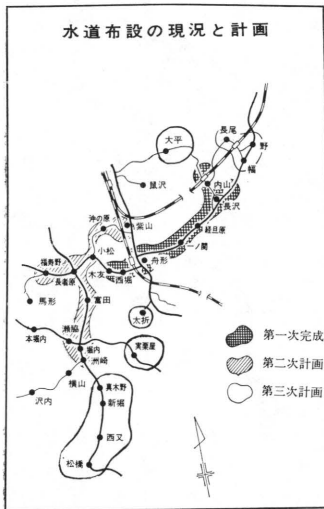 水道布設の現況と計画
長尾
野
幅
大平
内山
鼠沢
長沢
沖の原
紫山
経旦原
一ノ関
小松
舟形
福寿野
木友
西堀
長者原
馬形
富田
太折
瀬脇
本堀内
実栗屋
堀内
洲崎
横山
真木野
沢内
新堀
西又
松橋
第一次完成
第二次計画
第三次計画